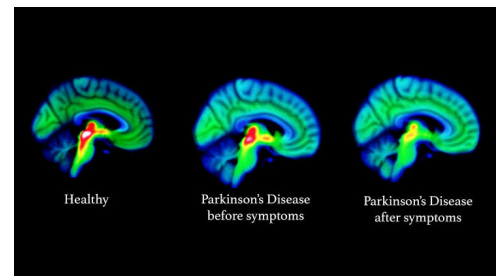 Healthy
Parkinson's Disease
before symptoms
Parkinson's Disease
after symptoms